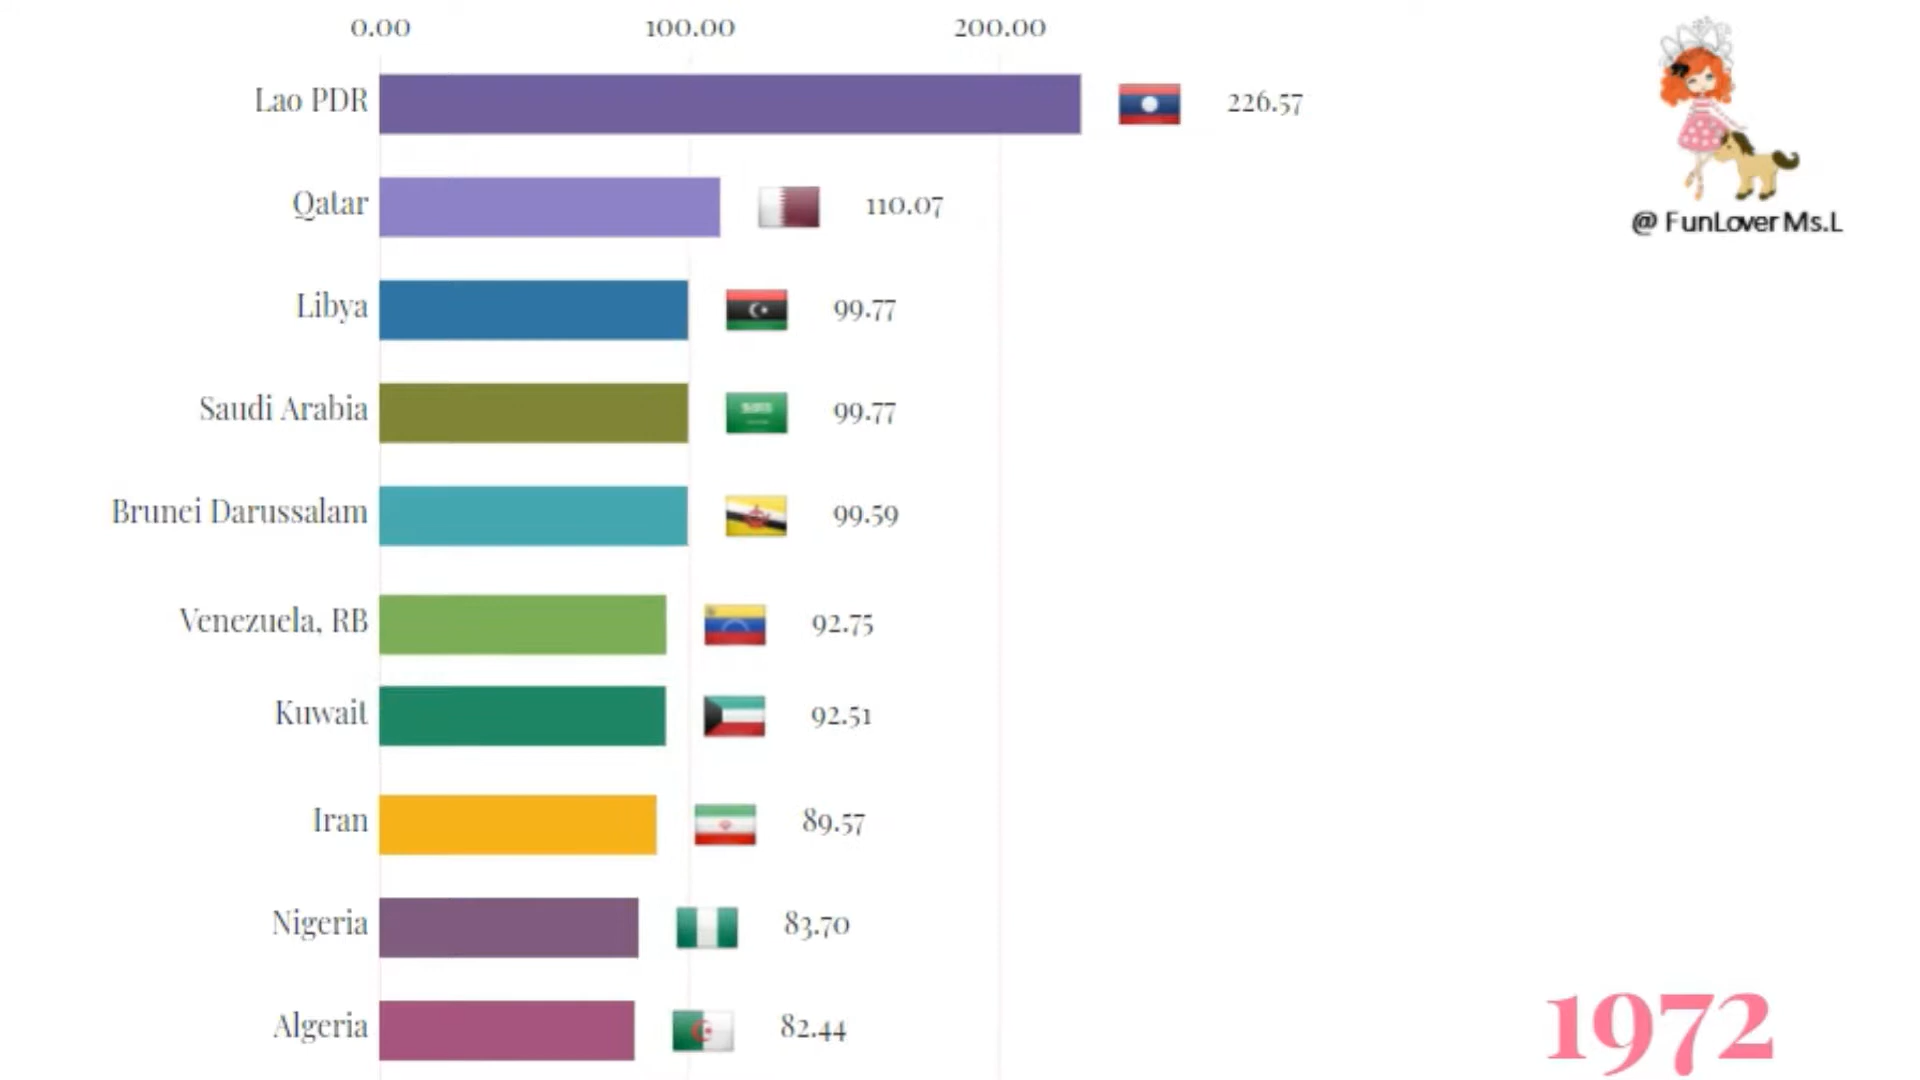 0.00 100.00 200.00
Lao PDR 226.57
@ FunLover Ms.L
Qatar 110.07
Libya 99.77
Saudi Arabia 99.77
Brunei Darussalam 99.59
Venezuela, RB 92.75
Kuwait 92.51
Iran 89.57
Nigeria 83.70
Algeria 82.44
1972